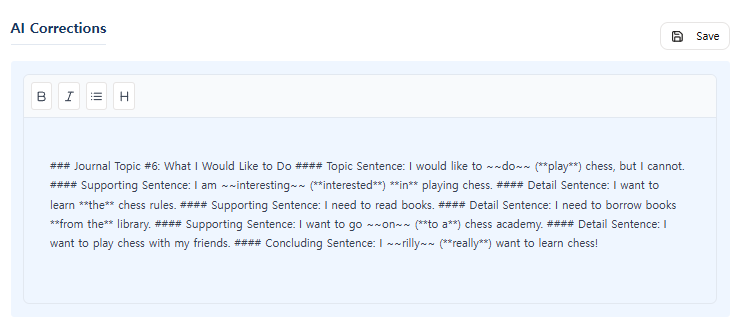 AI Corrections
Save
B I H
### Journal Topic #6: What I Would Like to Do #### Topic Sentence: I would like to ~~do~~ (**play**) chess, but I cannot.
#### Supporting Sentence: I am ~~interesting~~ (**interested**) **in** playing chess. #### Detail Sentence: I want to
learn **the** chess rules. #### Supporting Sentence: I need to read books. #### Detail Sentence: I need to borrow books
**from the** library. #### Supporting Sentence: I want to go ~~on~~ (**to a**) chess academy. #### Detail Sentence: I
want to play chess with my friends. #### Concluding Sentence: I ~~rilly~~ (**really**) want to learn chess!